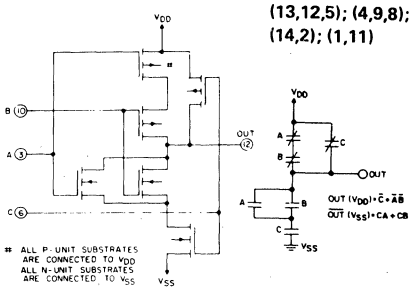 (13,12,5); (4,9,8);
(14,2); (1,11)
VDD
#
B 10
A 3
OUT
12
C 6
VSS
# ALL P-UNIT SUBSTRATES
ARE CONNECTED TO VDD
ALL N-UNIT SUBSTRATES
ARE CONNECTED TO VSS
VDD
A
C
B
OUT
A
B
C
VSS
OUT (VDD)=C̅+A̅B̅
O̅U̅T̅ (VSS)=CA+CB